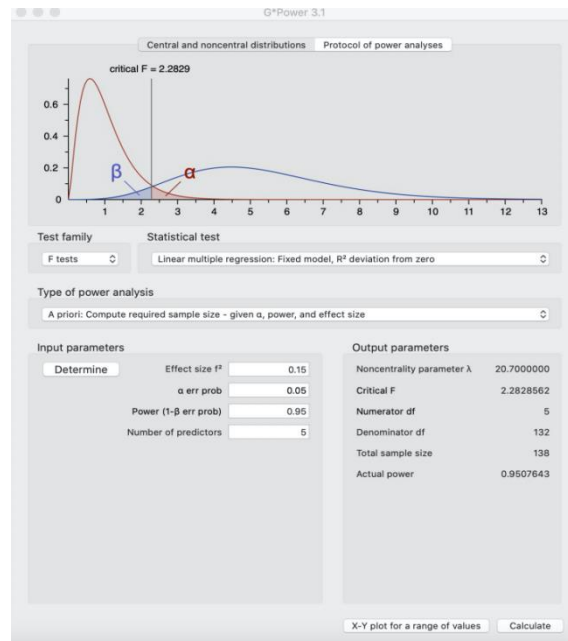 G*Power 3.1
Central and noncentral distributions Protocol of power analyses
critical F = 2.2829
0.6
0.4
0.2
0
β α
1 2 3 4 5 6 7 8 9 10 11 12 13
Test family Statistical test
F tests Linear multiple regression: Fixed model, R² deviation from zero
Type of power analysis
A priori: Compute required sample size - given α, power, and effect size
Input parameters Output parameters
Determine Effect size f² 0.15 Noncentrality parameter λ 20.7000000
α err prob 0.05 Critical F 2.2828562
Power (1-β err prob) 0.95 Numerator df 5
Number of predictors 5 Denominator df 132
Total sample size 138
Actual power 0.9507643
X-Y plot for a range of values Calculate